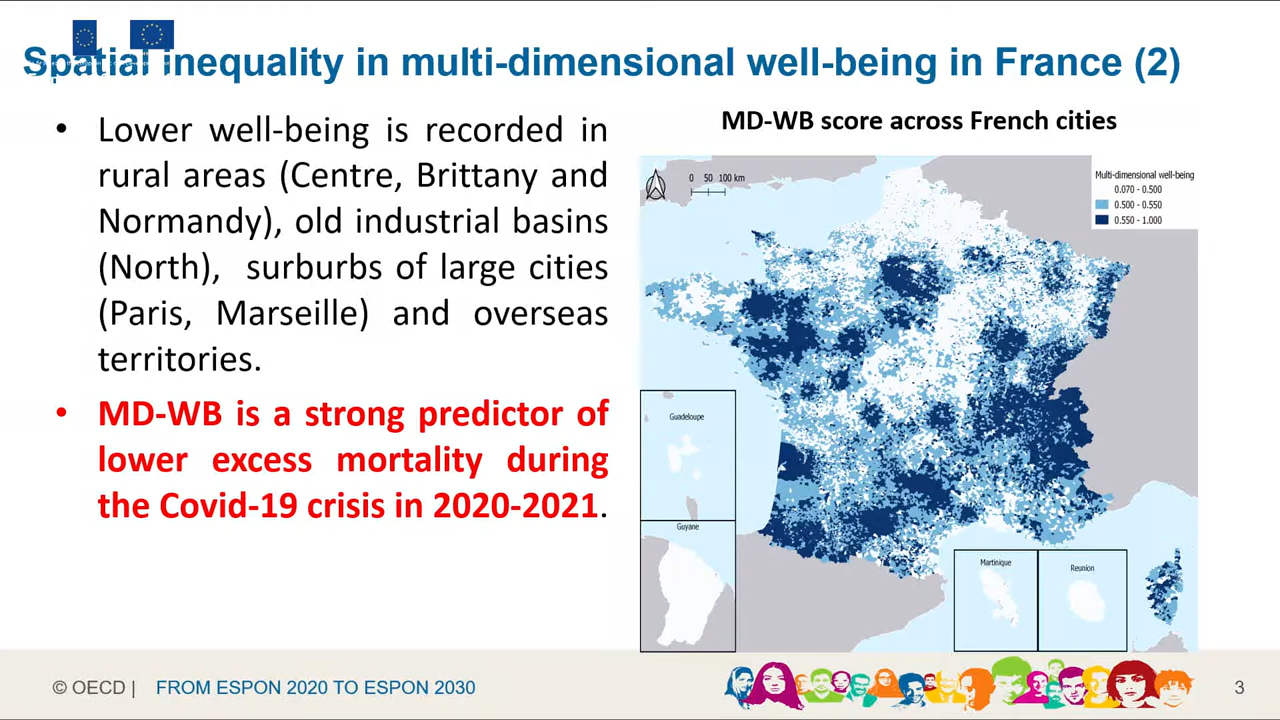 Spatial inequality in multi-dimensional well-being in France (2)
• Lower well-being is recorded in
rural areas (Centre, Brittany and
Normandy), old industrial basins
(North), surburbs of large cities
(Paris, Marseille) and overseas
territories.
• MD-WB is a strong predictor of
lower excess mortality during
the Covid-19 crisis in 2020-2021.
MD-WB score across French cities
0 50 100 km
Multi-dimensional well-being
0.070 - 0.500
0.500 - 0.550
0.550 - 1.000
Guadeloupe
Guyane
Martinique
Reunion
© OECD |
FROM ESPON 2020 TO ESPON 2030
3